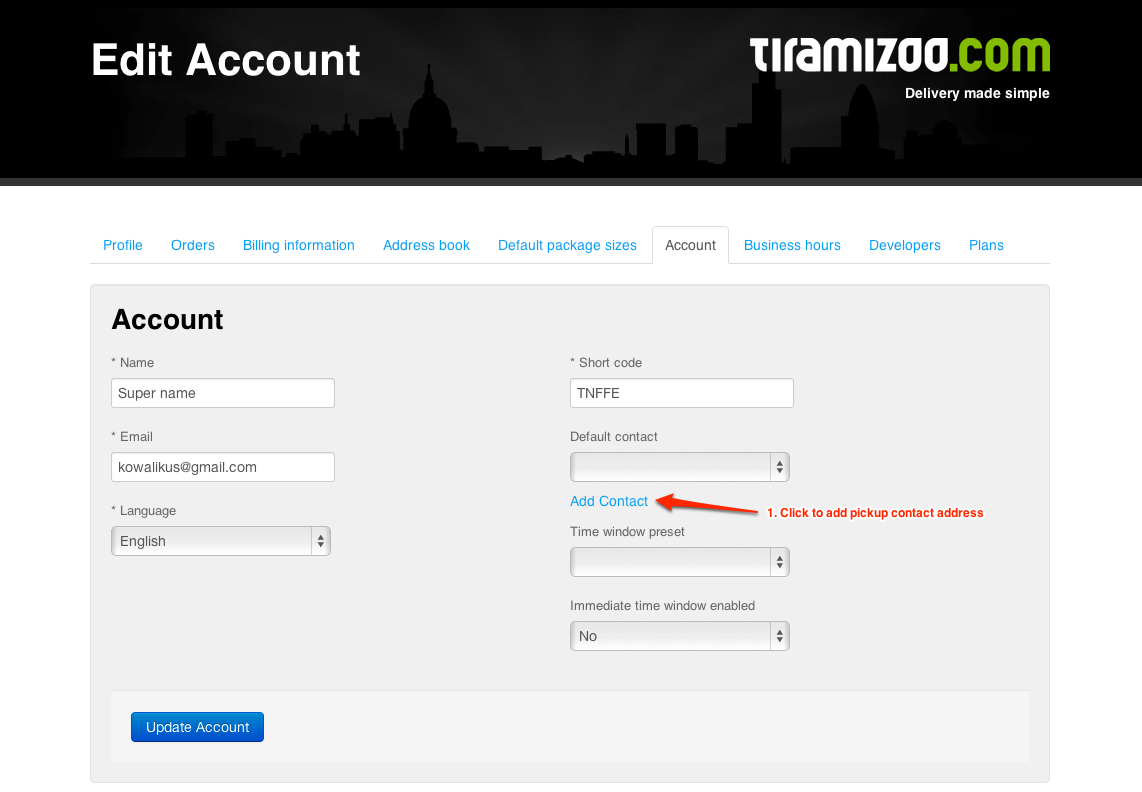 Edit Account
tiramizoo.com
Delivery made simple
Profile Orders Billing information Address book Default package sizes Account Business hours Developers Plans
Account
* Name
Super name
* Email
kowalikus@gmail.com
* Language
English
* Short code
TNFFE
Default contact
Add Contact
1. Click to add pickup contact address
Time window preset
Immediate time window enabled
No
Update Account